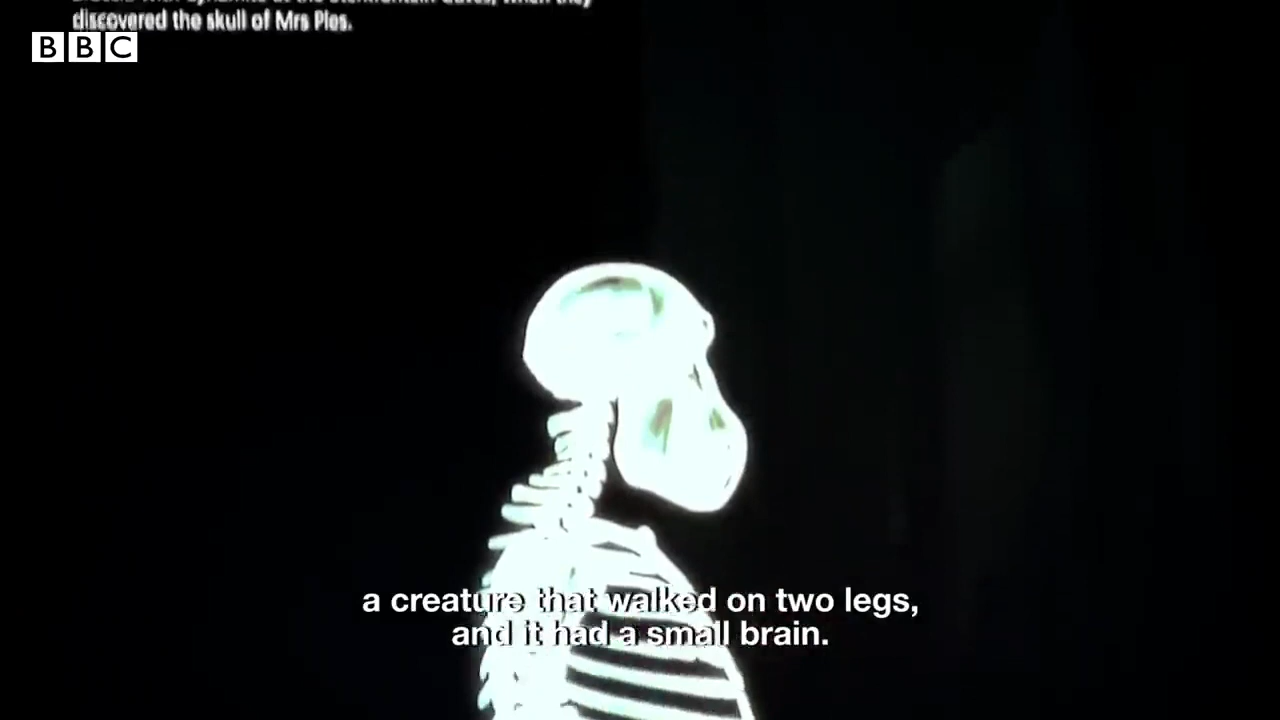 discovered the skull of Mrs Ples.
BBC
a creature that walked on two legs,
and it had a small brain.